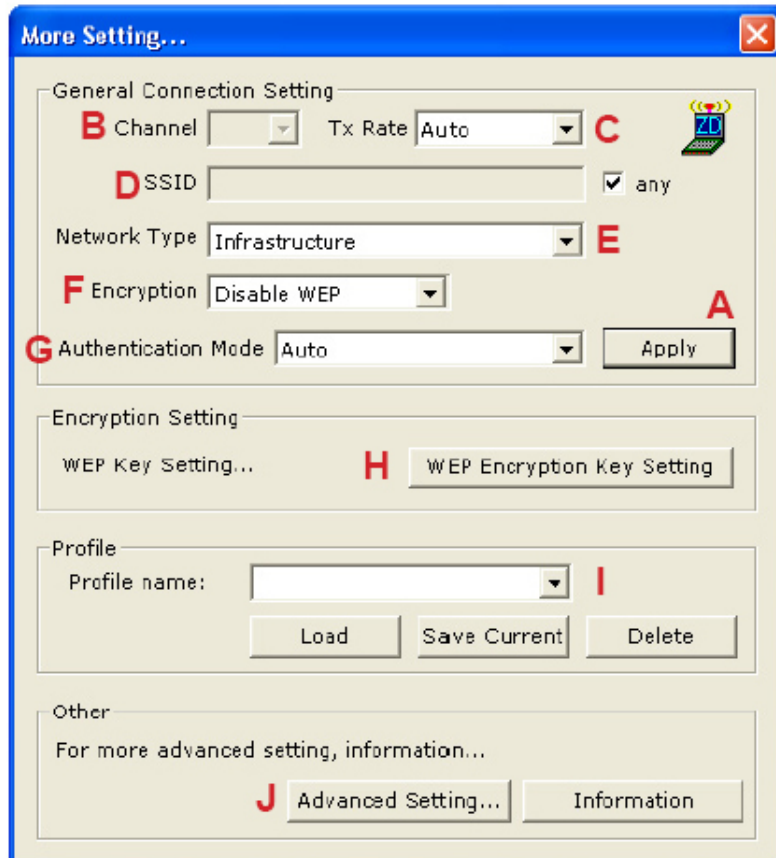 More Setting...
General Connection Setting
B Channel Tx Rate Auto C
ZD
D SSID any
Network Type Infrastructure E
F Encryption Disable WEP
A
G Authentication Mode Auto Apply
Encryption Setting
WEP Key Setting... H WEP Encryption Key Setting
Profile
Profile name: I
Load Save Current Delete
Other
For more advanced setting, information...
J Advanced Setting... Information